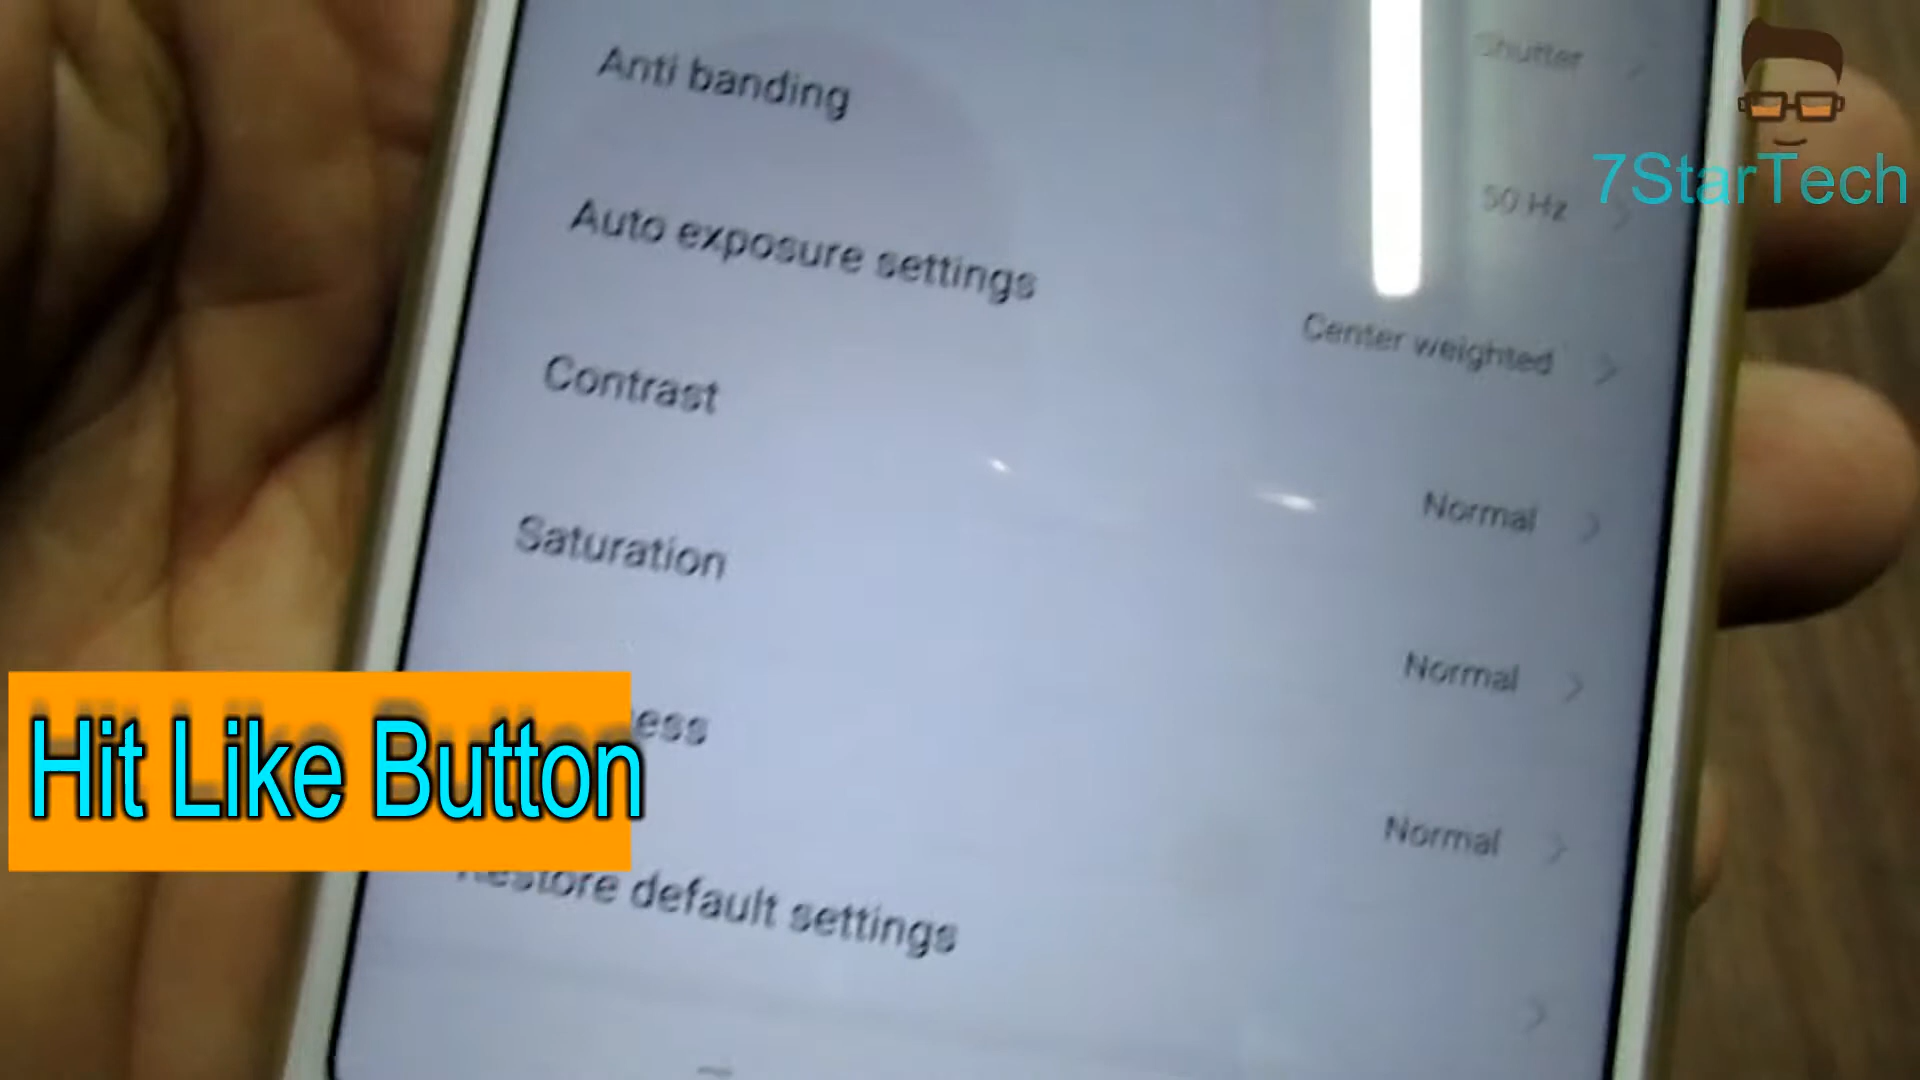 Shutter
Anti banding
50 Hz
Auto exposure settings
Center weighted
Contrast
Normal
Saturation
Normal
Normal
default settings
7StarTech
Hit Like Button